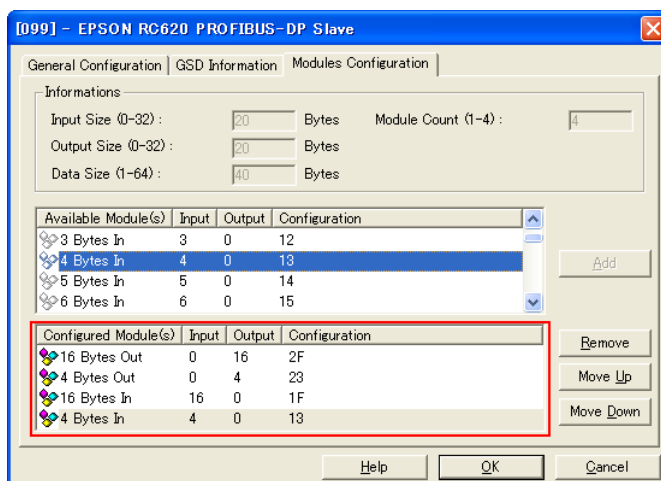 [099] - EPSON RC620 PROFIBUS-DP Slave
General Configuration GSD Information Modules Configuration
Informations
Input Size (0-32) : 20 Bytes Module Count (1-4) : 4
Output Size (0-32) : 20 Bytes
Data Size (1-64) : 40 Bytes
Available Module(s) Input Output Configuration
3 Bytes In 3 0 12
4 Bytes In 4 0 13
5 Bytes In 5 0 14
6 Bytes In 6 0 15
Add
Configured Module(s) Input Output Configuration
16 Bytes Out 0 16 2F
4 Bytes Out 0 4 23
16 Bytes In 16 0 1F
4 Bytes In 4 0 13
Remove
Move Up
Move Down
Help OK Cancel